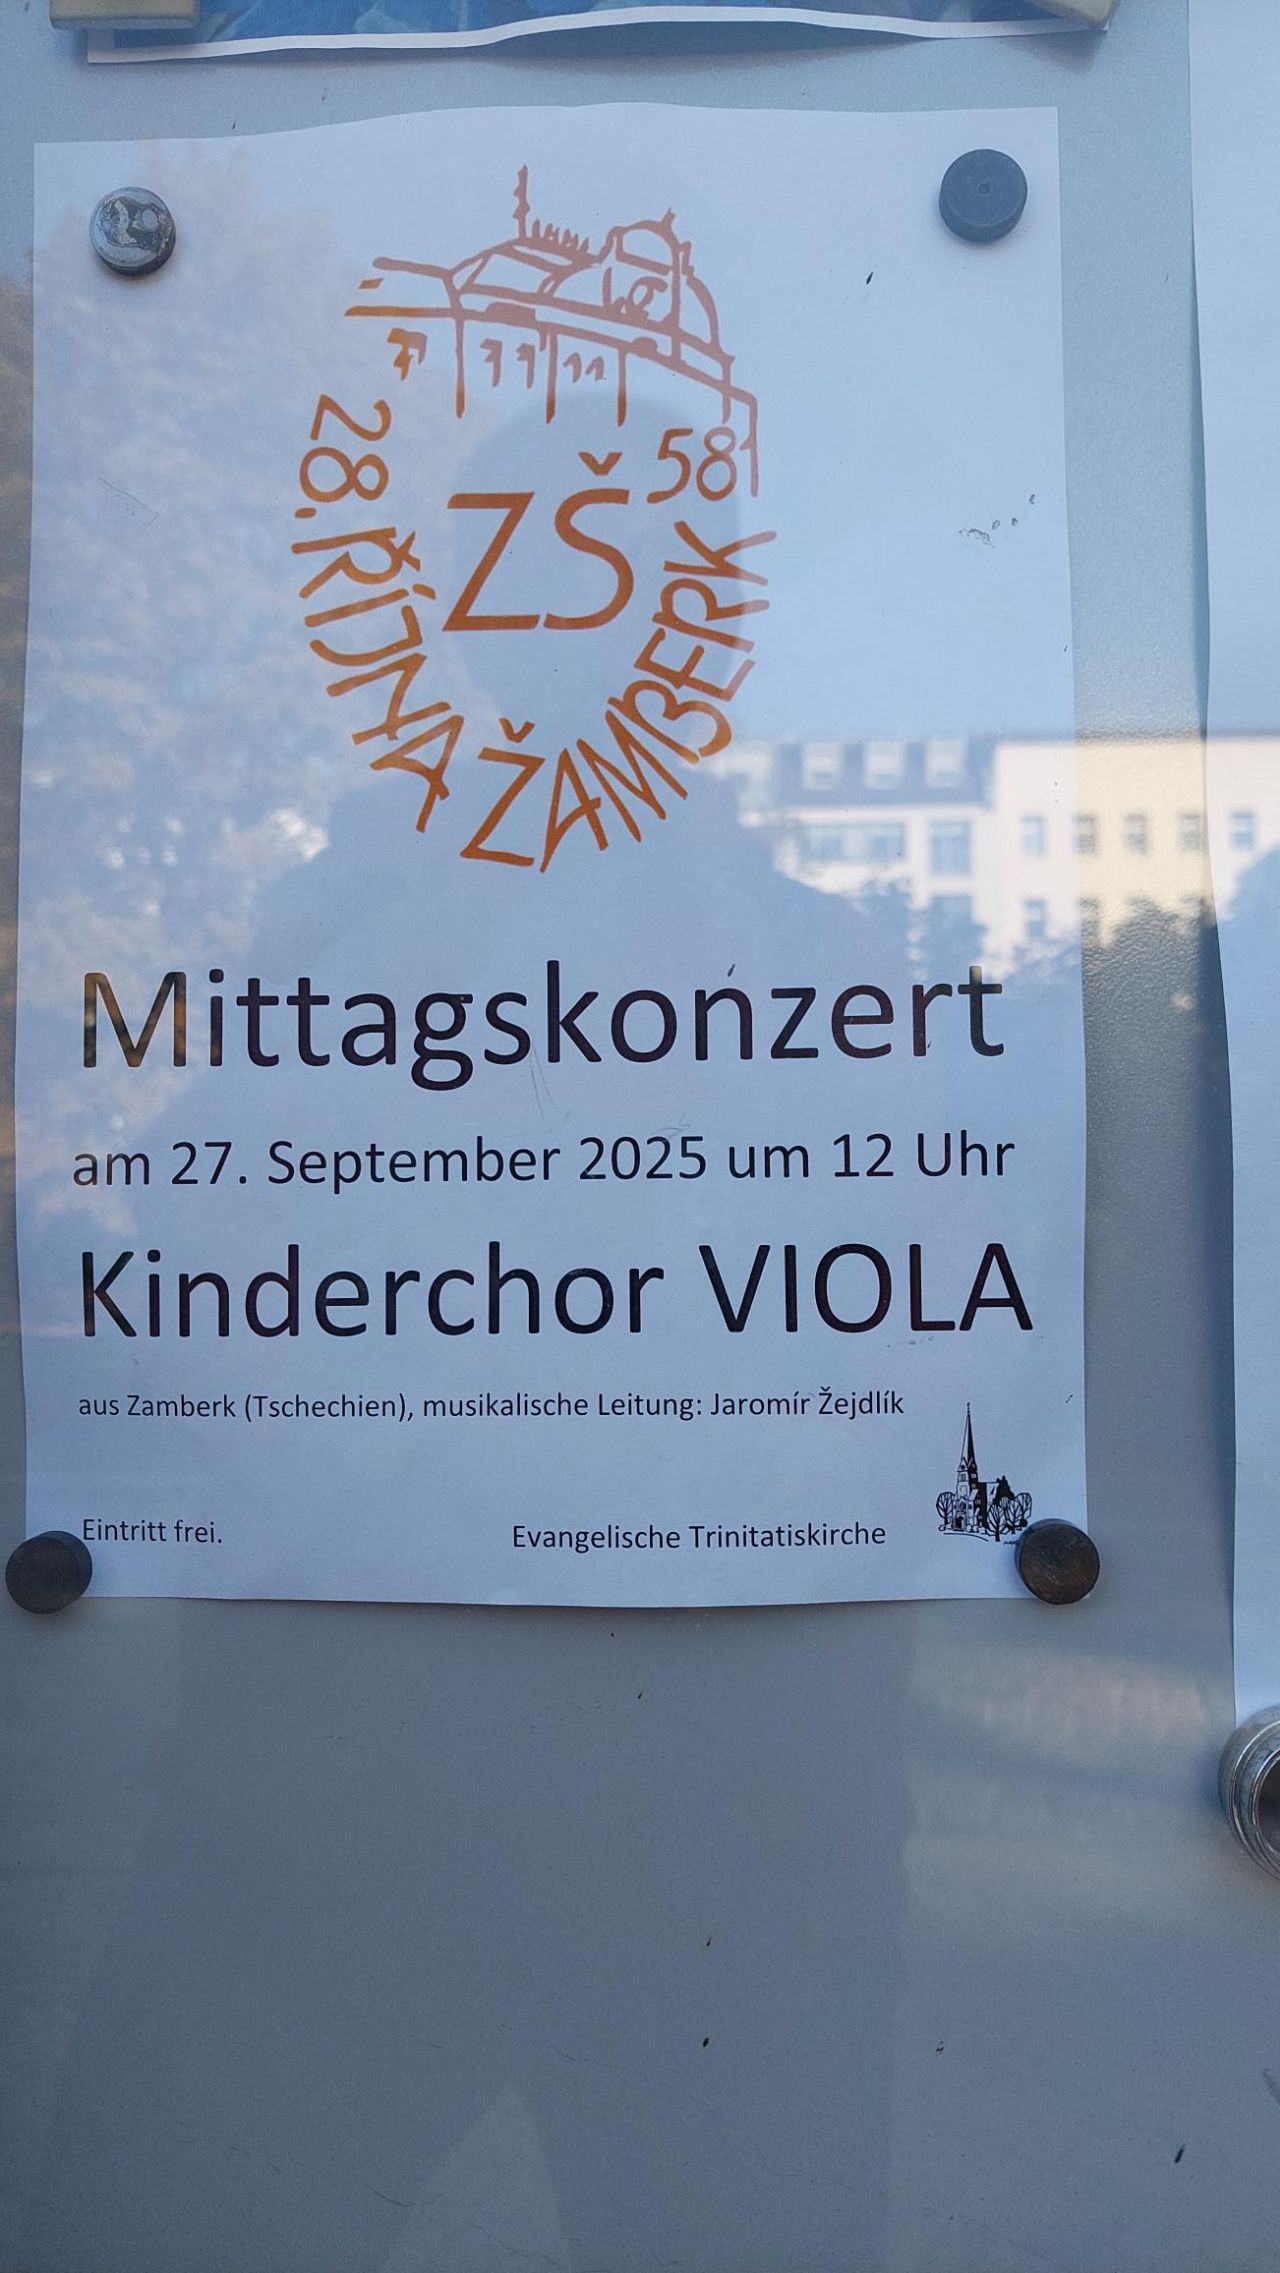 28. ŘÍJNA ŽAMBERK 581
ZŠ
Mittagskonzert
am 27. September 2025 um 12 Uhr
Kinderchor VIOLA
aus Zamberk (Tschechien), musikalische Leitung: Jaromír Žejdlík
Eintritt frei.
Evangelische Trinitatiskirche